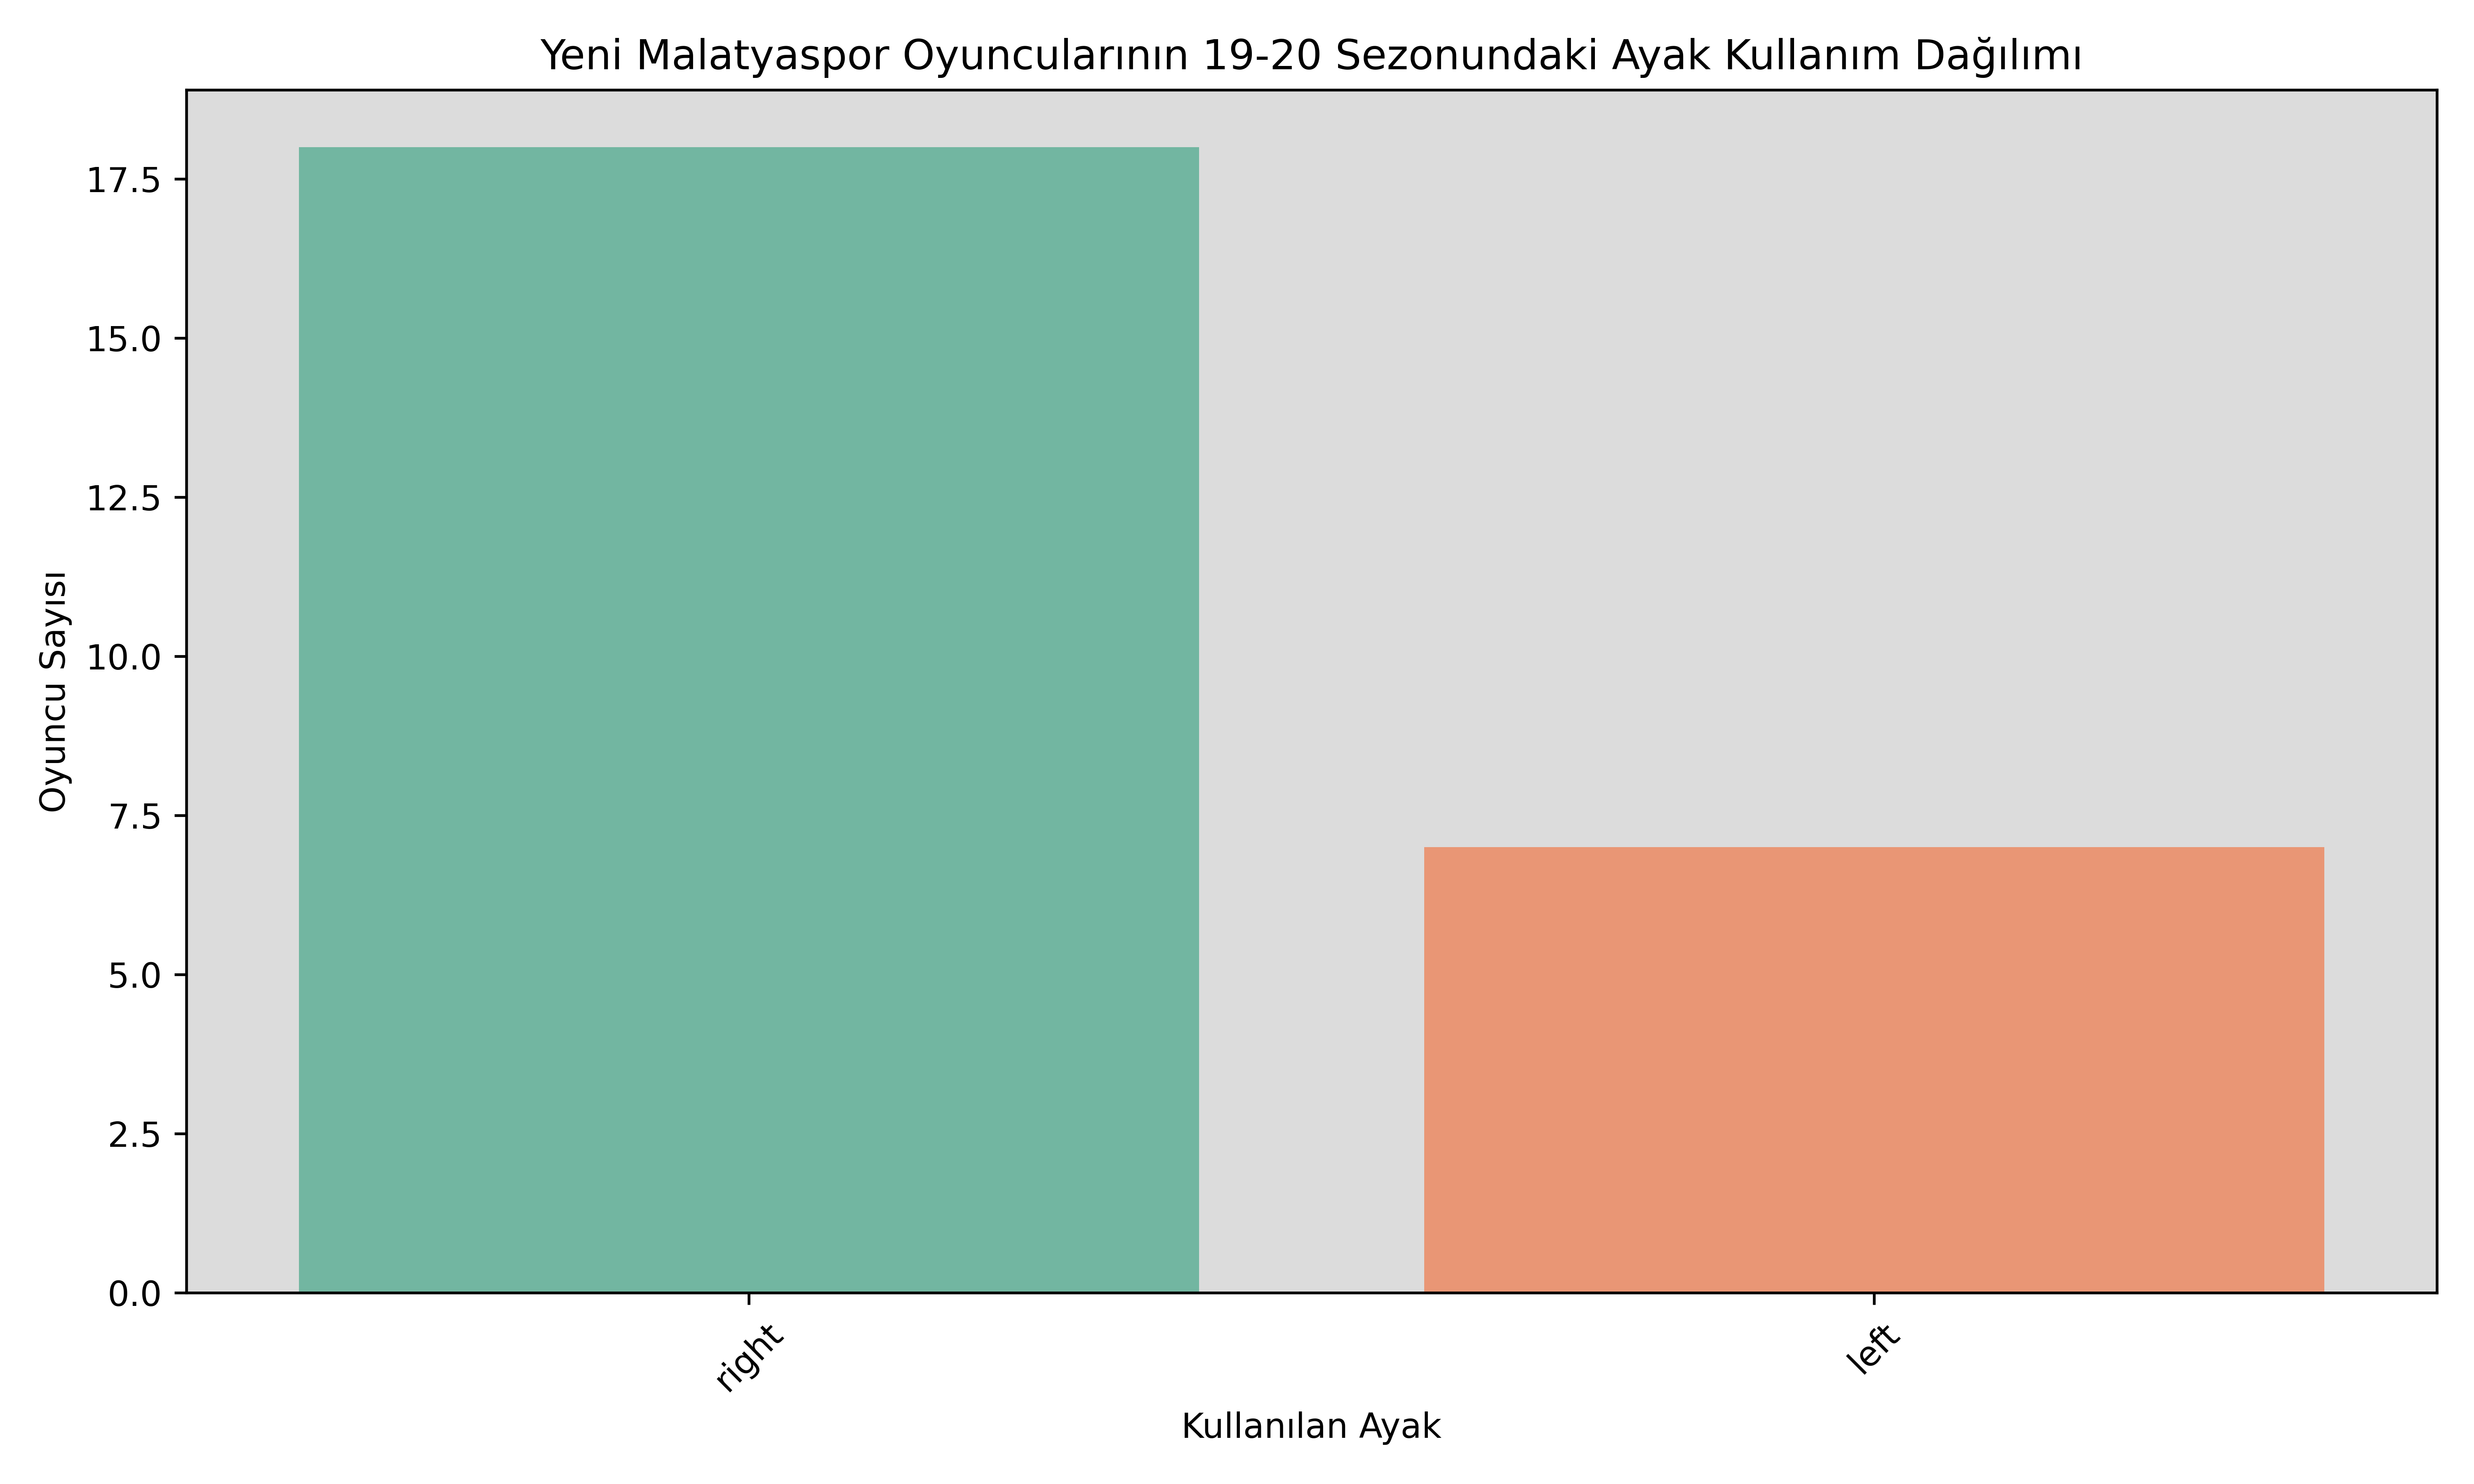 Yeni Malatyaspor Oyuncularının 19-20 Sezonundaki Ayak Kullanım Dağılımı
Oyuncu Sayısı
17.5
15.0
12.5
10.0
7.5
5.0
2.5
0.0
right
left
Kullanılan Ayak